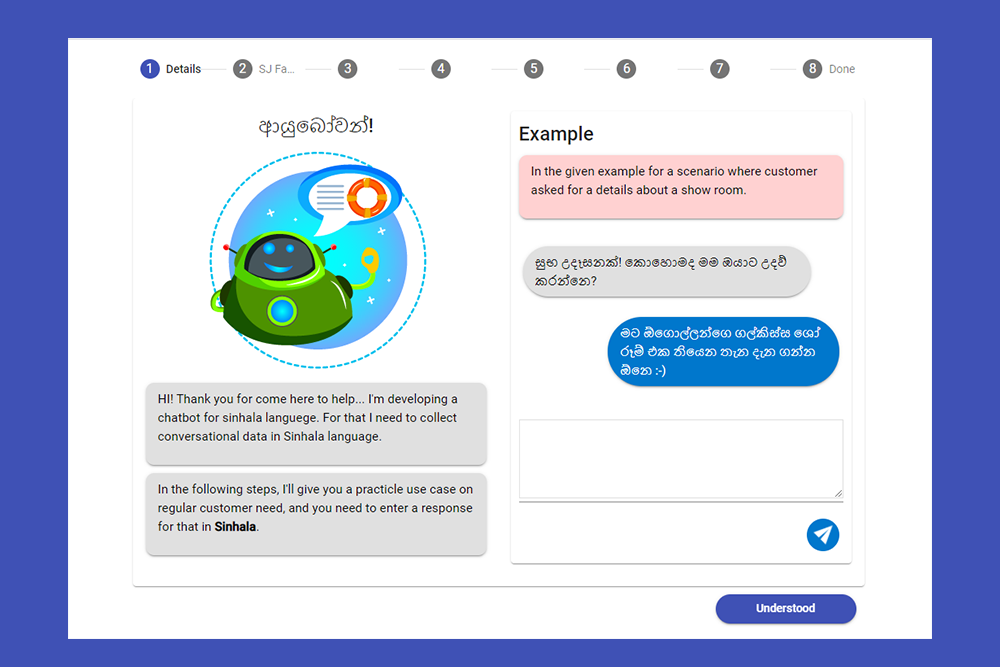 1 Details 2 SJ Fa... 3 4 5 6 7 8 Done
ආයුබෝවන්!
HI! Thank you for come here to help... I'm developing a
chatbot for sinhala languege. For that I need to collect
conversational data in Sinhala language.
In the following steps, I'll give you a practicle use case on
regular customer need, and you need to enter a response
for that in Sinhala.
Example
In the given example for a scenario where customer
asked for a details about a show room.
සුභ උදෑසනක්! කොහොමද මම ඔයාට උදව්
කරන්නෙ?
මට ඕගොල්ලන්ගෙ ගල්කිස්ස ශෝ
රූම් එක තියෙන තැන දැන ගන්න
ඕනෙ :-)
Understood